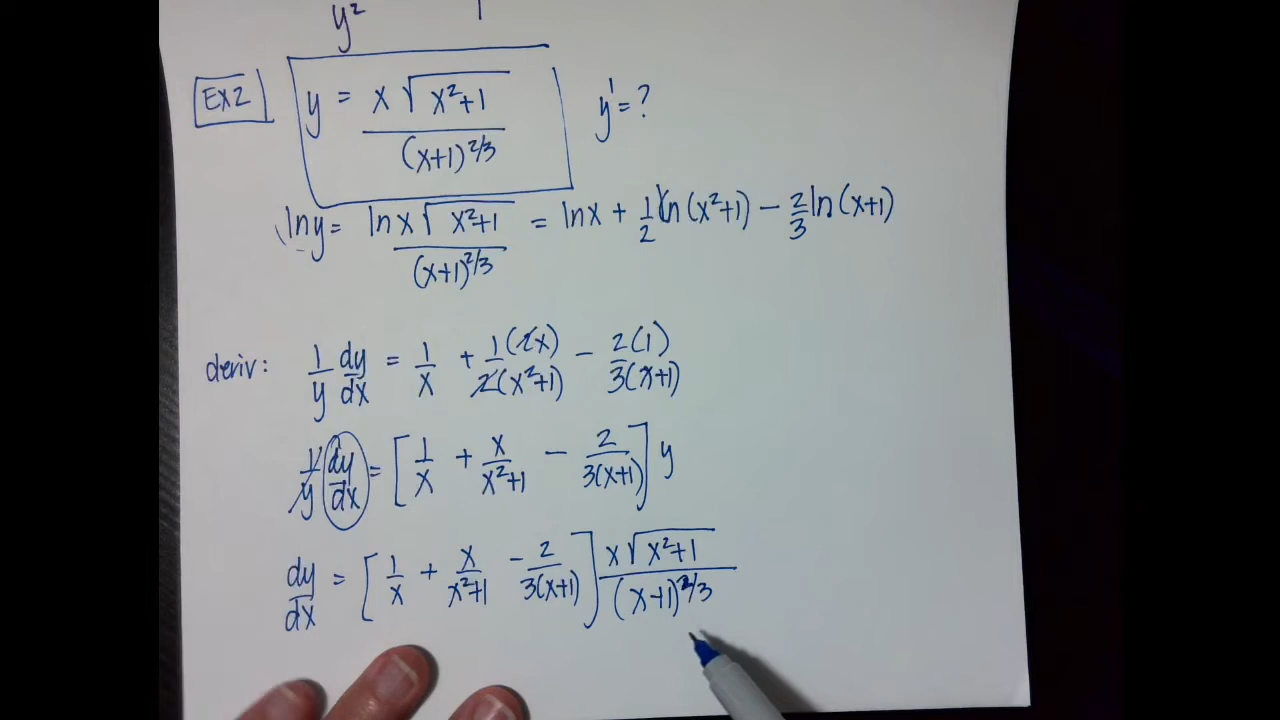 y²
EX2 y = x√(x²+1) / (x+1)^(2/3) y' = ?
ln y = ln x√(x²+1) / (x+1)^(2/3) = ln x + 1/2 ln(x²+1) − 2/3 ln(x+1)
deriv: 1/y dy/dx = 1/x + 1(2x) / 2(x²+1) − 2(1) / 3(x+1)
1/y dy/dx = [1/x + x/(x²+1) − 2/(3(x+1))] y
dy/dx = [1/x + x/(x²+1) − 2/(3(x+1))] x√(x²+1) / (x+1)^(2/3)